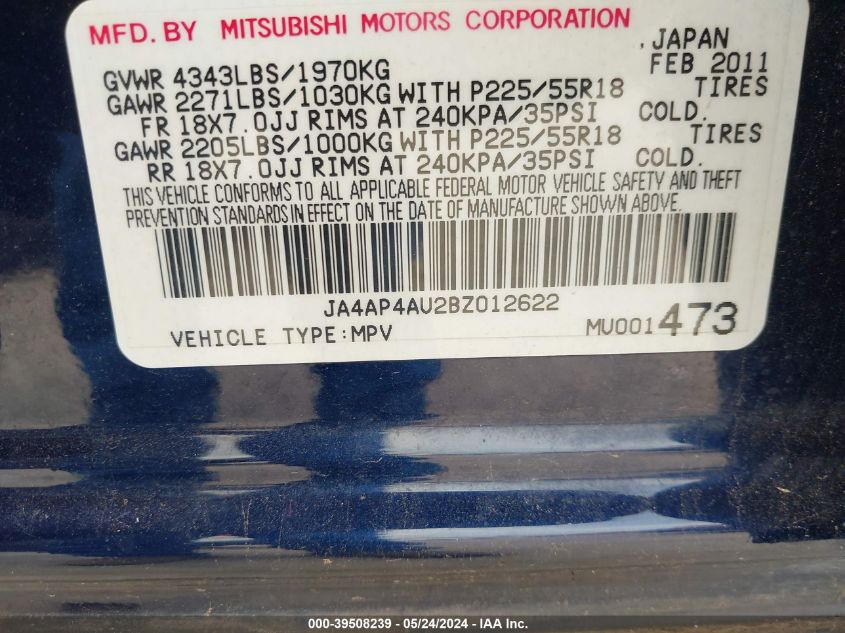 MFD. BY MITSUBISHI MOTORS CORPORATION
, JAPAN
GVWR 4343LBS/1970KG FEB 2011
GAWR 2271LBS/1030KG WITH P225/55R18 TIRES
FR 18X7.0JJ RIMS AT 240KPA/35PSI COLD.
GAWR 2205LBS/1000KG WITH P225/55R18 TIRES
RR 18X7.0JJ RIMS AT 240KPA/35PSI COLD.
THIS VEHICLE CONFORMS TO ALL APPLICABLE FEDERAL MOTOR VEHICLE SAFETY AND THEFT
PREVENTION STANDARDS IN EFFECT ON THE DATE OF MANUFACTURE SHOWN ABOVE.
JA4AP4AU2BZ012622
VEHICLE TYPE:MPV MU001473
000-39508239 - 05/24/2024 - IAA Inc.